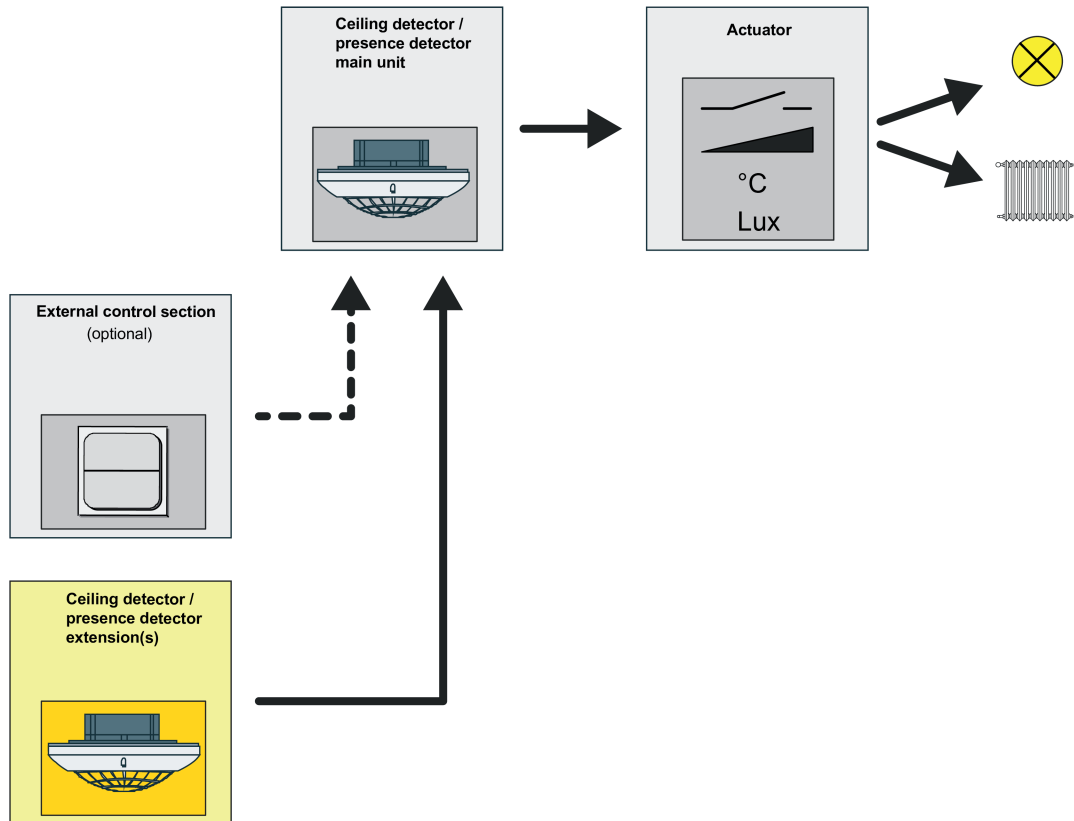 Ceiling detector /
presence detector
main unit
Actuator
°C
Lux
External control section
(optional)
Ceiling detector /
presence detector
extension(s)